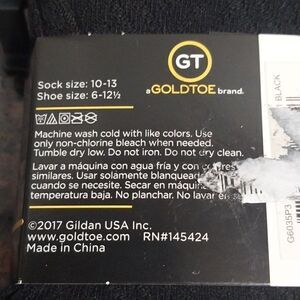 GT
a GOLDTOE brand.
Sock size: 10-13
Shoe size: 6-12½
Machine wash cold with like colors. Use
only non-chlorine bleach when needed.
Tumble dry low. Do not iron. Do not dry clean.
Lavar a máquina con agua fría y con
similares. Usar solamente blanqueador
cuando se necesite. Secar en máquina
temperatura baja. No planchar. No lavar en
©2017 Gildan USA Inc.
www.goldtoe.com RN#145424
Made in China
BLACK
G6035P3